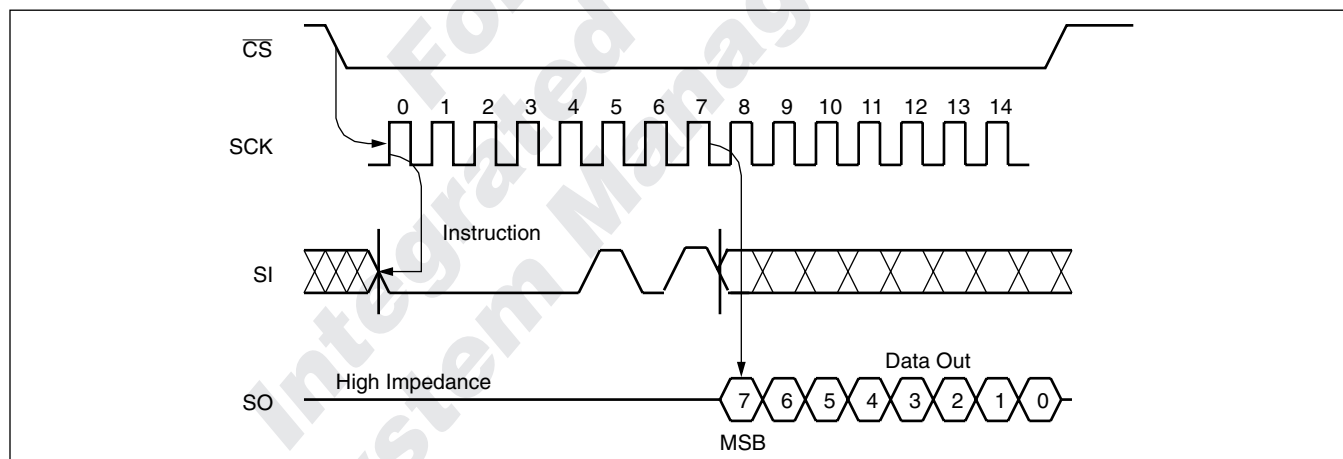 CS
0 1 2 3 4 5 6 7 8 9 10 11 12 13 14
SCK
Instruction
SI
Data Out
High Impedance
SO
7 6 5 4 3 2 1 0
MSB
Integrated